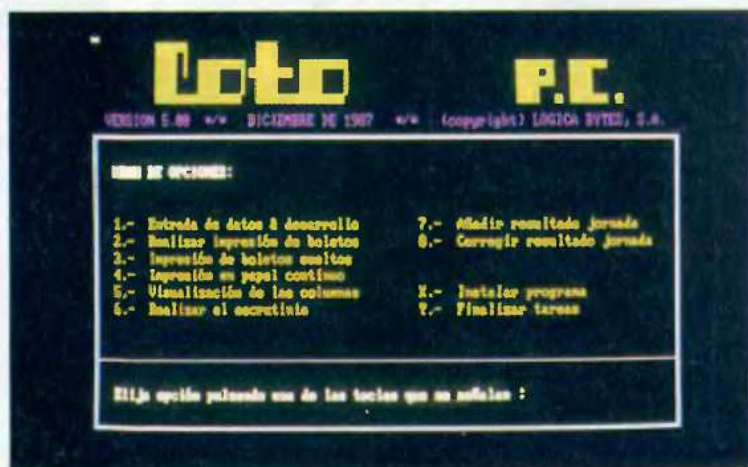 Loto P.C.
VERSION 5.00 */* DICIEMBRE DE 1987 */* (copyright) LOGICA BYTES, S.A.
MENU DE OPCIONES:
1.- Entrada de datos & desarrollo
2.- Realizar impresión de boletos
3.- Impresión de boletos sueltos
4.- Impresión en papel continuo
5.- Visualización de las columnas
6.- Realizar el escrutinio
7.- Añadir resultado jornada
8.- Corregir resultado jornada
X.- Instalar programa
?.- Finalizar tareas
Elija opción pulsando una de las teclas que se señalan :